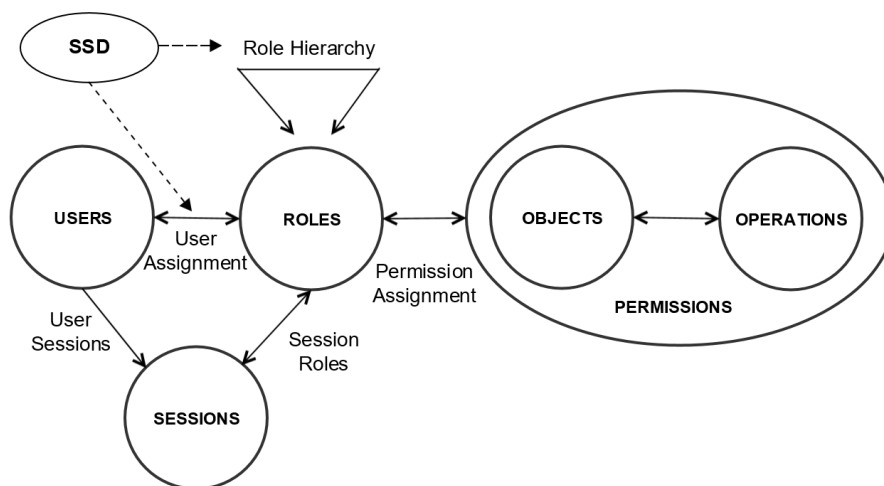 SSD
Role Hierarchy
USERS
User
Assignment
ROLES
Permission
Assignment
OBJECTS
OPERATIONS
PERMISSIONS
User
Sessions
Session
Roles
SESSIONS